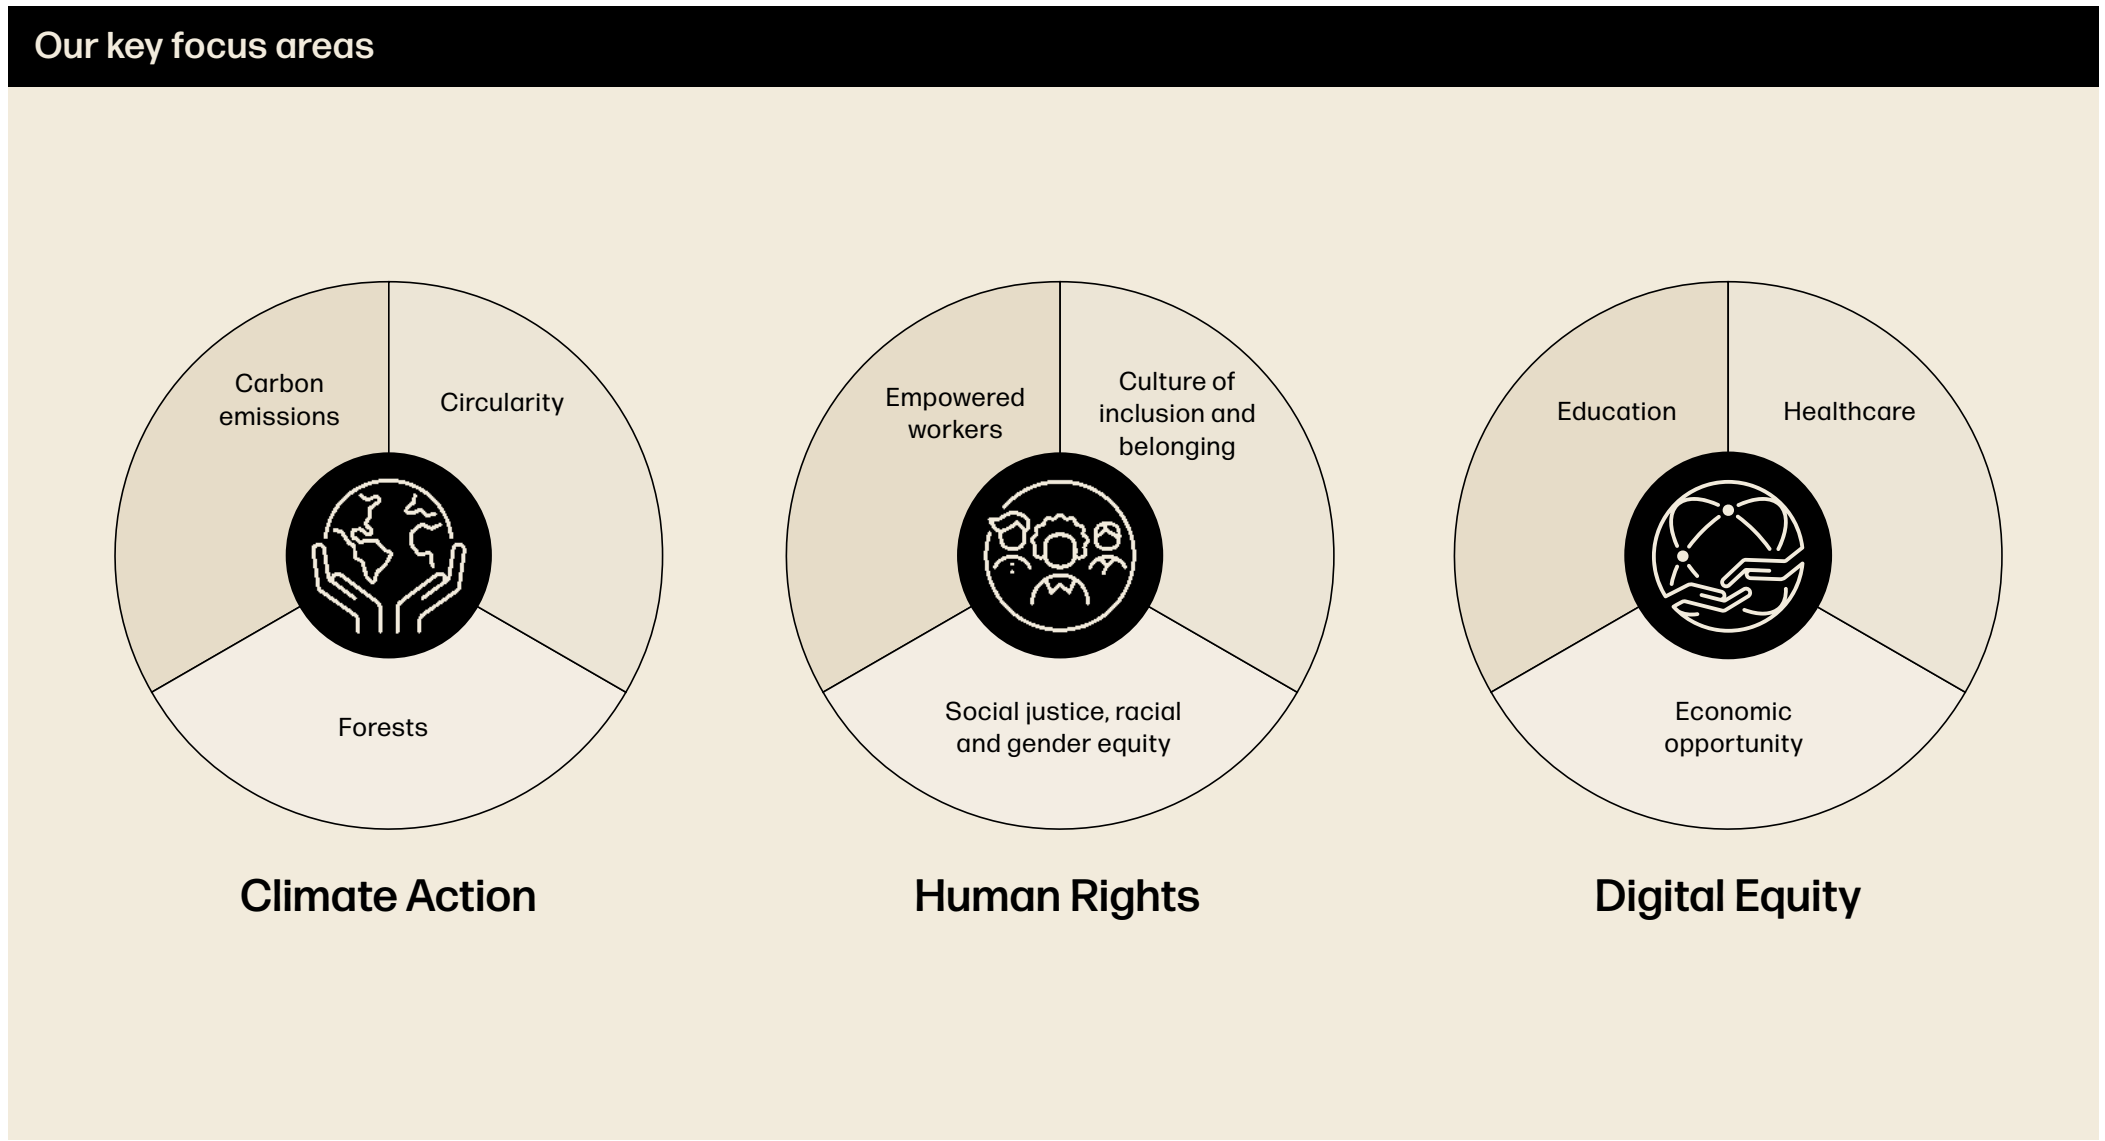 Our key focus areas
Carbon
emissions
Circularity
Forests
Climate Action
Empowered
workers
Culture of
inclusion and
belonging
Social justice, racial
and gender equity
Human Rights
Education
Healthcare
Economic
opportunity
Digital Equity